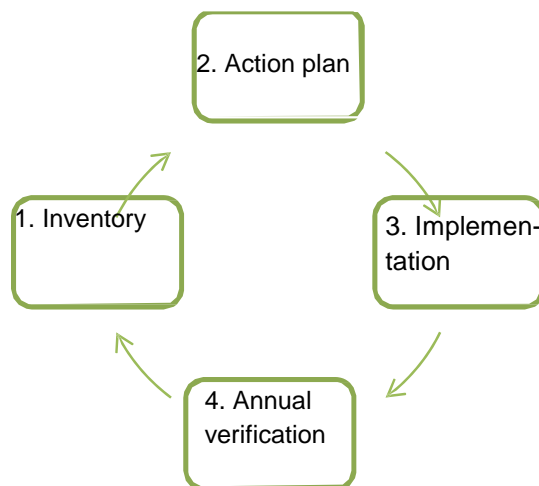 2. Action plan
1. Inventory
3. Implemen-
tation
4. Annual
verification